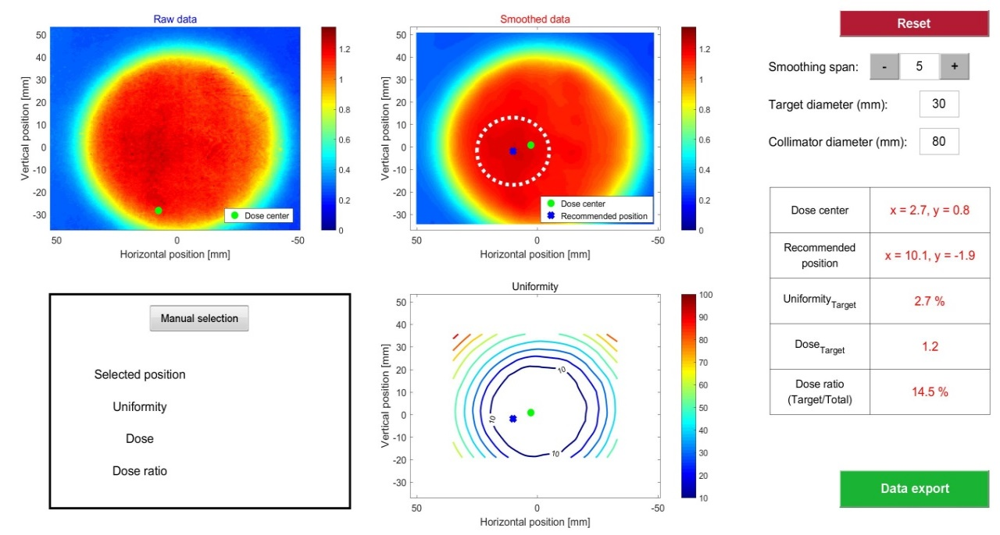 Raw data
50
40
30
20
10
0
-10
-20
-30
Vertical position [mm]
50 0 -50
Horizontal position [mm]
Dose center
1.2
1
0.8
0.6
0.4
0.2
0
Smoothed data
50
40
30
20
10
0
-10
-20
-30
Vertical position [mm]
50 0 -50
Horizontal position [mm]
Dose center
Recommended position
1.2
1
0.8
0.6
0.4
0.2
0
Reset
Smoothing span: - 5 +
Target diameter (mm): 30
Collimator diameter (mm): 80
Dose center x = 2.7, y = 0.8
Recommended
position
x = 10.1, y = -1.9
Uniformity Target 2.7 %
Dose Target 1.2
Dose ratio
(Target/Total)
14.5 %
Manual selection
Selected position
Uniformity
Dose
Dose ratio
Uniformity
50
40
30
20
10
0
-10
-20
-30
Vertical position [mm]
50 0 -50
Horizontal position [mm]
10
10
10
100
90
80
70
60
50
40
30
20
10
Data export